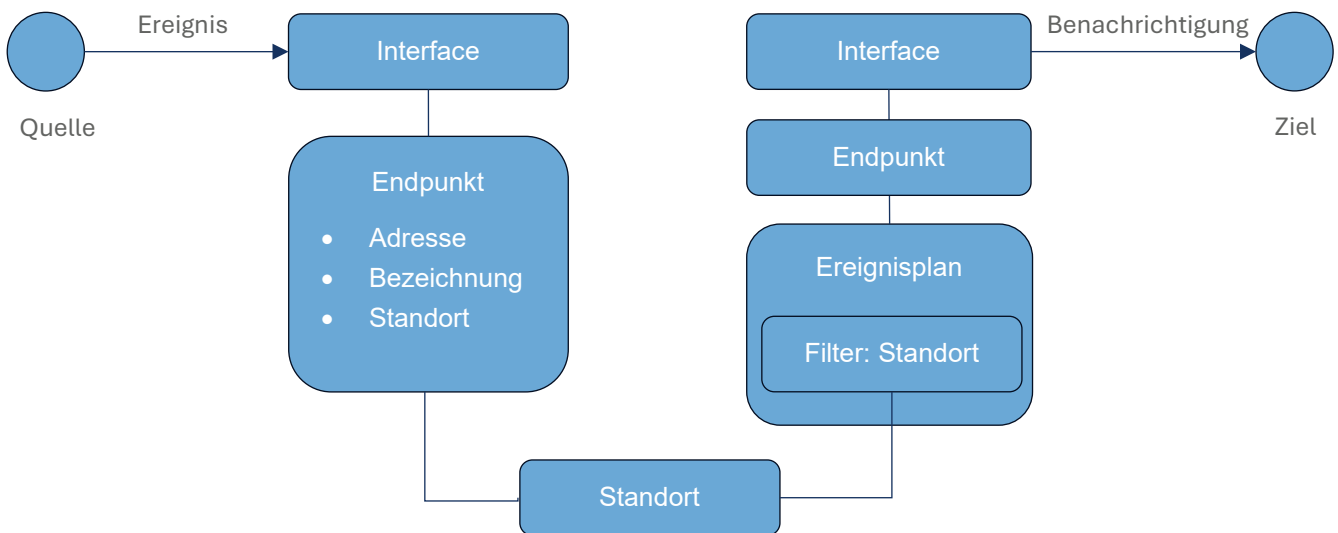 Ereignis
Interface
Quelle
Endpunkt
• Adresse
• Bezeichnung
• Standort
Interface
Benachrichtigung
Ziel
Endpunkt
Ereignisplan
Filter: Standort
Standort